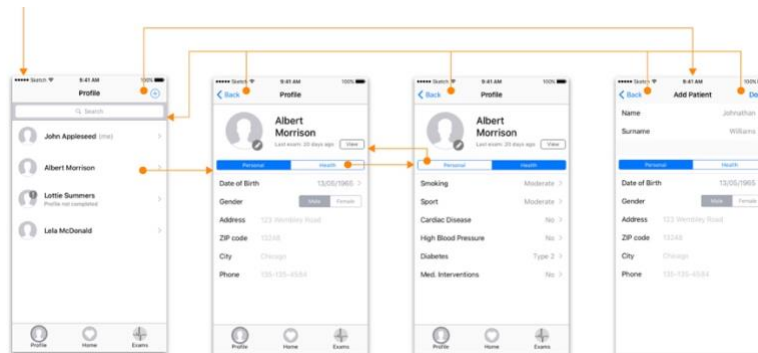 Sketch 9:41 AM 100%
Profile
Search
John Appleseed (me)
Albert Morrison
Lottie Summers
Profile not completed
Lela McDonald
Profile Home Exams
Sketch 9:41 AM 100%
Back Profile
Albert
Morrison
Last exam: 20 days ago View
Personal Health
Date of Birth 13/05/1965
Gender Male Female
Address 123 Wembley Road
ZIP code 13248
City Chicago
Phone 135-135-4584
Profile Home Exams
Sketch 9:41 AM 100%
Back Profile
Albert
Morrison
Last exam: 20 days ago View
Personal Health
Smoking Moderate
Sport Moderate
Cardiac Disease No
High Blood Pressure No
Diabetes Type 2
Med. Interventions No
Profile Home Exams
Sketch 9:41 AM 100%
Back Add Patient Do
Name Johnathan
Surname Williams
Personal Health
Date of Birth 13/05/1965
Gender Male Female
Address 123 Wembley Road
ZIP code 13248
City Chicago
Phone 135-135-4584